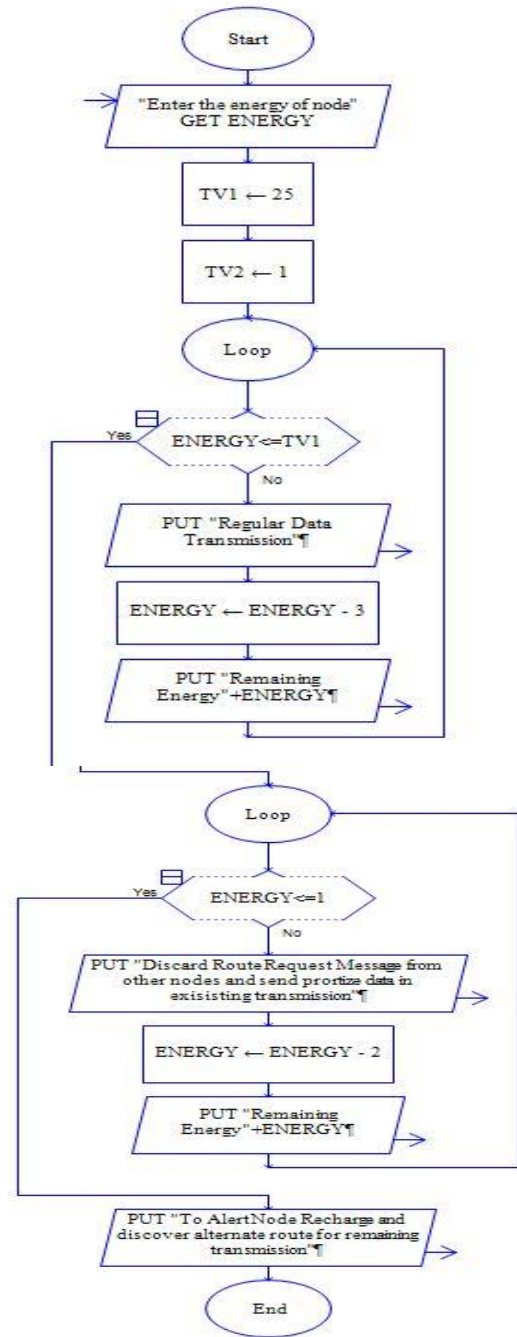 Start
"Enter the energy of node"
GET ENERGY
TV1 ← 25
TV2 ← 1
Loop
Yes
ENERGY<=TV1
No
PUT "Regular Data
Transmission"¶
ENERGY ← ENERGY - 3
PUT "Remaining
Energy"+ENERGY¶
Loop
Yes
ENERGY<=1
No
PUT "Discard Route Request Message from
other nodes and send prortize data in
exisisting transmission"¶
ENERGY ← ENERGY - 2
PUT "Remaining
Energy"+ENERGY¶
PUT "To Alert Node Recharge and
discover alternate route for remaining
transmission"¶
End